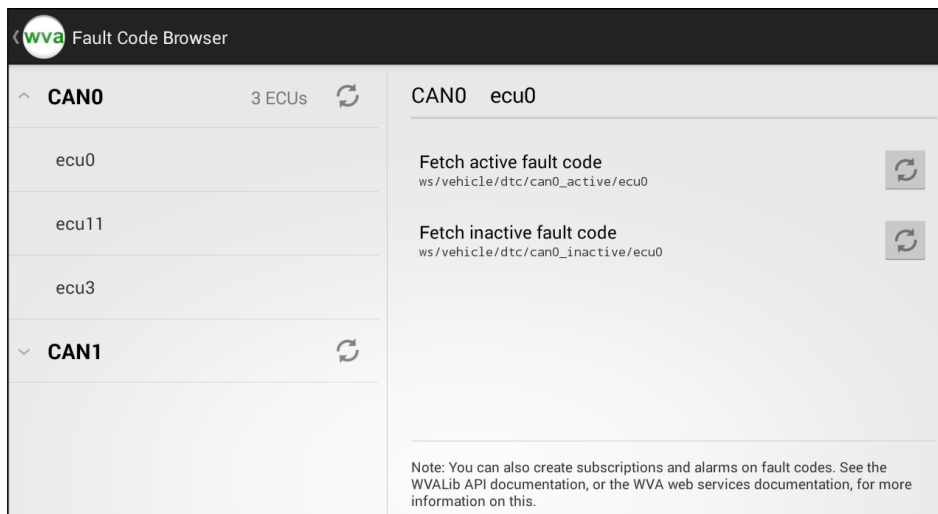 wva Fault Code Browser
CAN0 3 ECUs
ecu0
ecu11
ecu3
CAN1
CAN0 ecu0
Fetch active fault code
ws/vehicle/dtc/can0_active/ecu0
Fetch inactive fault code
ws/vehicle/dtc/can0_inactive/ecu0
Note: You can also create subscriptions and alarms on fault codes. See the
WVALib API documentation, or the WVA web services documentation, for more
information on this.